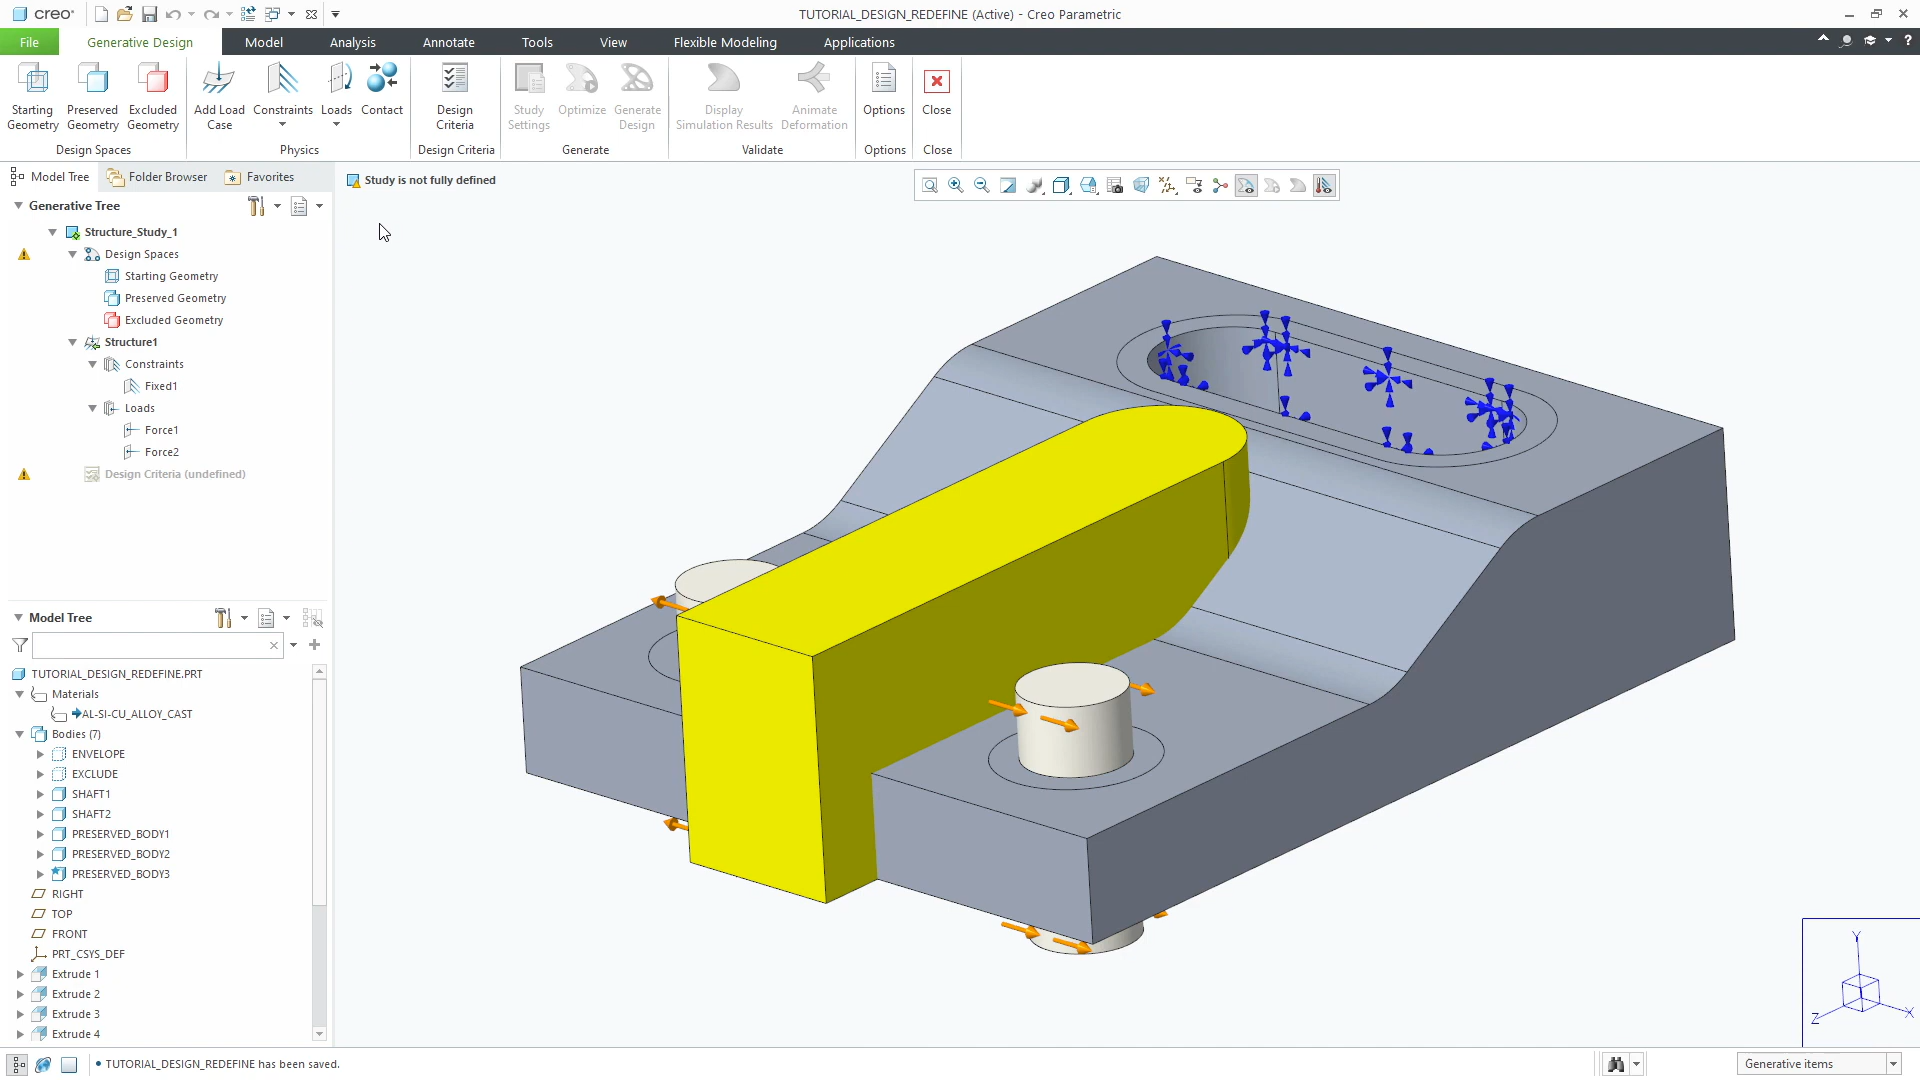 creo
TUTORIAL_DESIGN_REDEFINE (Active) - Creo Parametric
File
Generative Design
Model
Analysis
Annotate
Tools
View
Flexible Modeling
Applications
Starting Geometry
Preserved Geometry
Excluded Geometry
Design Spaces
Add Load Case
Constraints
Loads
Contact
Physics
Design Criteria
Design Criteria
Study Settings
Optimize
Generate Design
Generate
Display Simulation Results
Animate Deformation
Validate
Options
Options
Close
Close
Model Tree
Folder Browser
Favorites
Study is not fully defined
Generative Tree
Structure_Study_1
Design Spaces
Starting Geometry
Preserved Geometry
Excluded Geometry
Structure1
Constraints
Fixed1
Loads
Force1
Force2
Design Criteria (undefined)
Model Tree
TUTORIAL_DESIGN_REDEFINE.PRT
Materials
AL-SI-CU_ALLOY_CAST
Bodies (7)
ENVELOPE
EXCLUDE
SHAFT1
SHAFT2
PRESERVED_BODY1
PRESERVED_BODY2
PRESERVED_BODY3
RIGHT
TOP
FRONT
PRT_CSYS_DEF
Extrude 1
Extrude 2
Extrude 3
Extrude 4
Y
X
Z
• TUTORIAL_DESIGN_REDEFINE has been saved.
Generative items